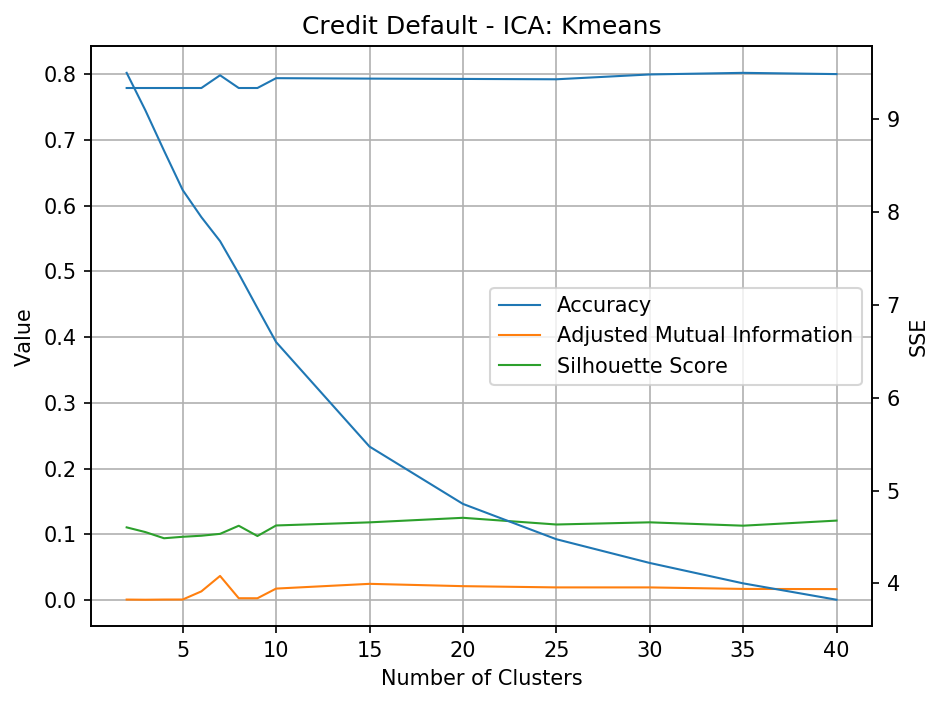 Credit Default - ICA: Kmeans
0.8
0.7
0.6
0.5
0.4
0.3
0.2
0.1
0.0
Value
9
8
7
6
5
4
SSE
Accuracy
Adjusted Mutual Information
Silhouette Score
5 10 15 20 25 30 35 40
Number of Clusters